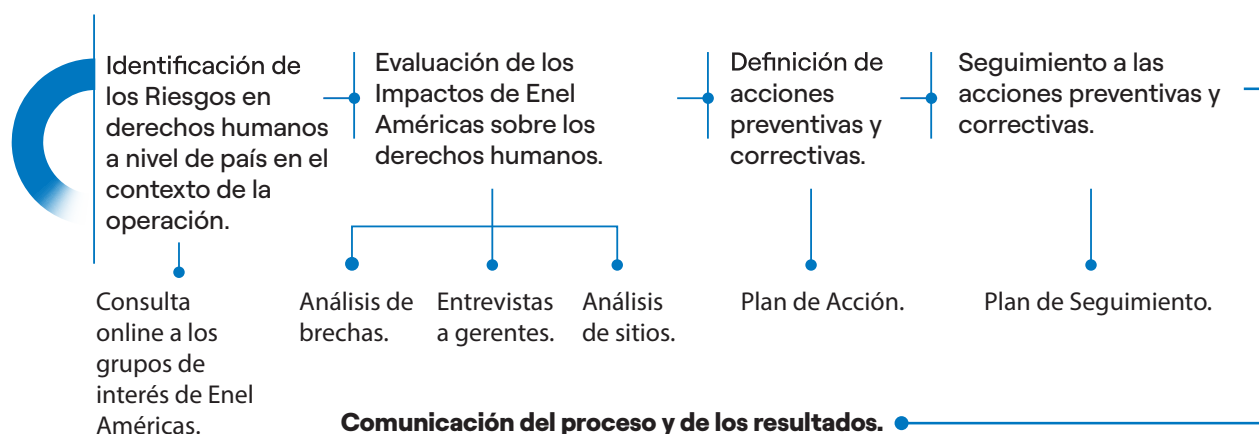 Identificación de
los Riesgos en
derechos humanos
a nivel de país en el
contexto de la
operación.
Evaluación de los
Impactos de Enel
Américas sobre los
derechos humanos.
Definición de
acciones
preventivas y
correctivas.
Seguimiento a las
acciones preventivas y
correctivas.
Consulta
online a los
grupos de
interés de Enel
Américas.
Análisis de
brechas.
Entrevistas
a gerentes.
Análisis
de sitios.
Plan de Acción.
Plan de Seguimiento.
Comunicación del proceso y de los resultados.